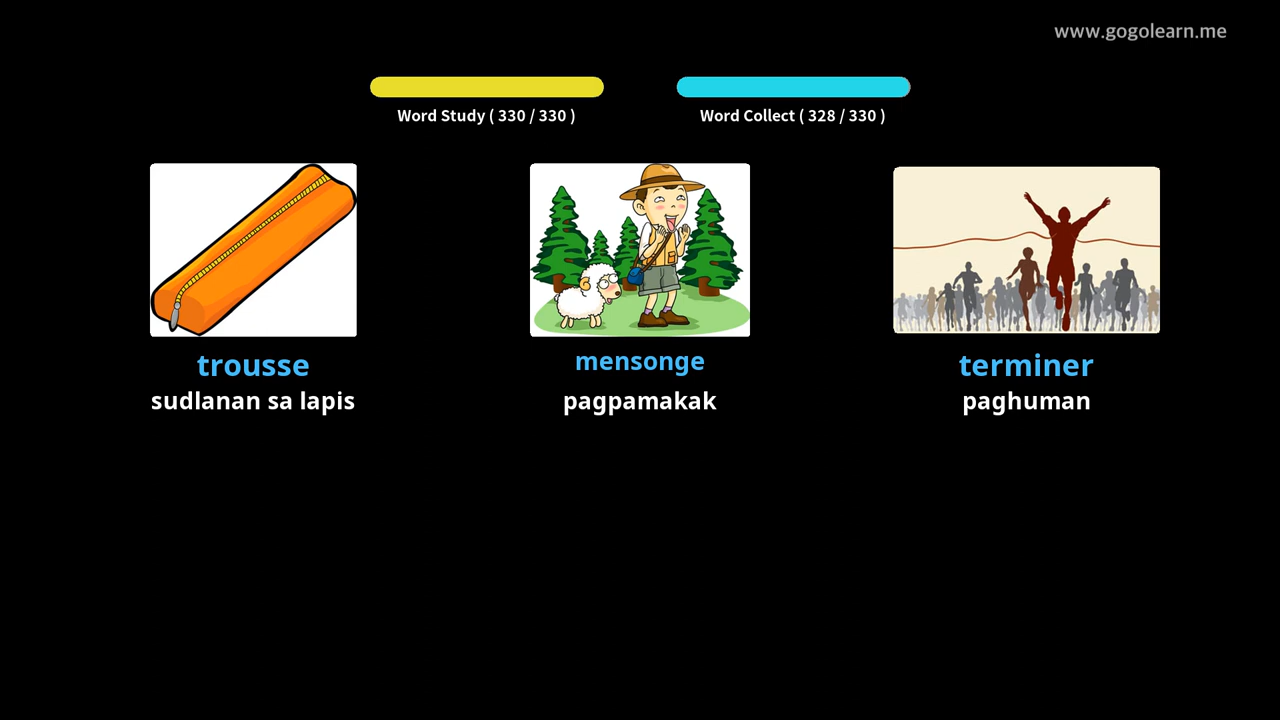 www.gogolearn.me
Word Study ( 330 / 330 )
Word Collect ( 328 / 330 )
trousse
sudlanan sa lapis
mensonge
pagpamakak
terminer
paghuman